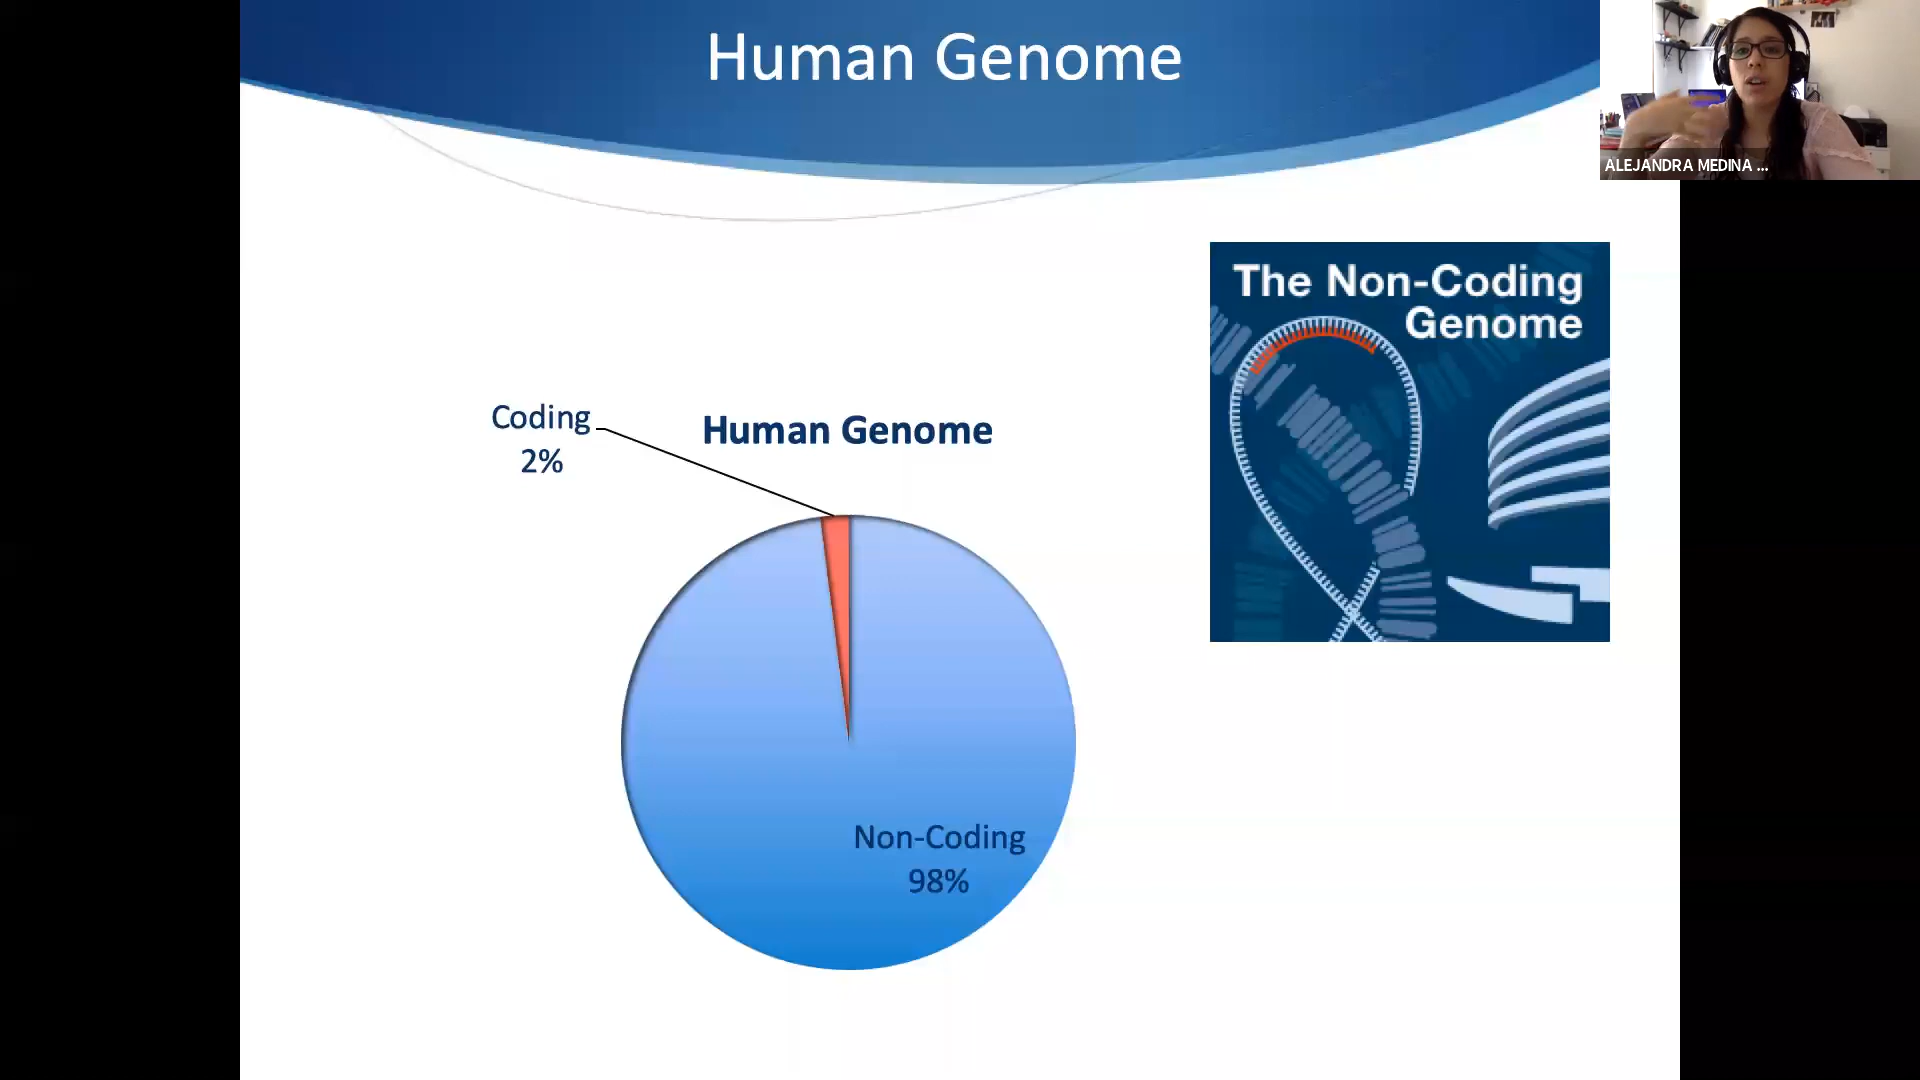 Human Genome
ALEJANDRA MEDINA ...
The Non-Coding
Genome
Coding
2%
Human Genome
Non-Coding
98%